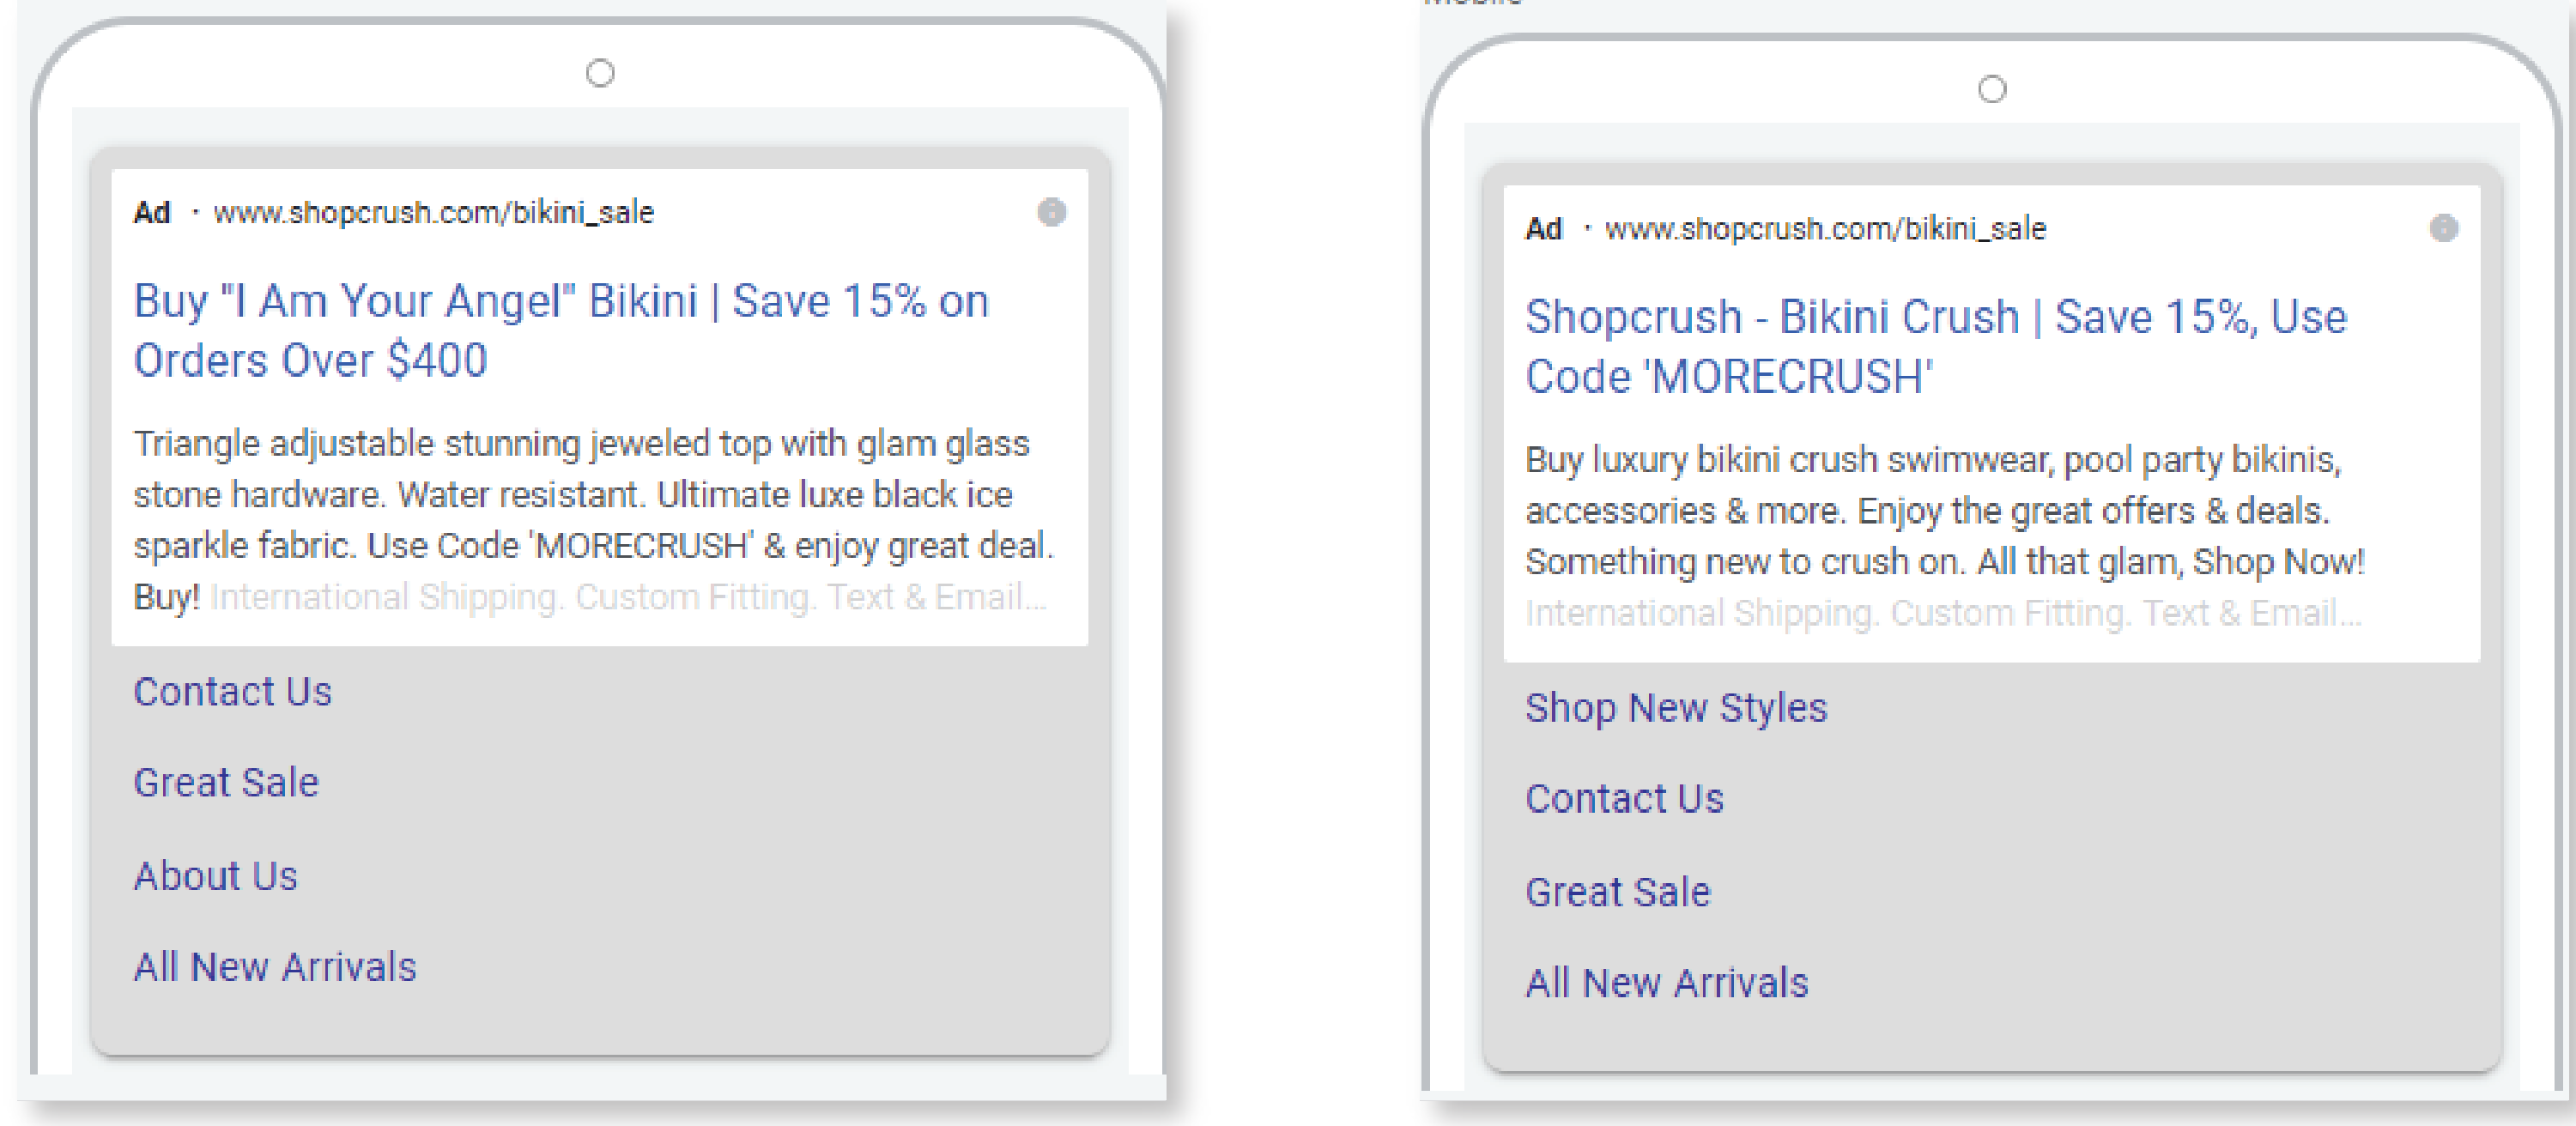 Ad · www.shopcrush.com/bikini_sale
Buy "I Am Your Angel" Bikini | Save 15% on
Orders Over $400
Triangle adjustable stunning jeweled top with glam glass
stone hardware. Water resistant. Ultimate luxe black ice
sparkle fabric. Use Code 'MORECRUSH' & enjoy great deal.
Buy! International Shipping. Custom Fitting. Text & Email...
Contact Us
Great Sale
About Us
All New Arrivals
Ad · www.shopcrush.com/bikini_sale
Shopcrush - Bikini Crush | Save 15%, Use
Code 'MORECRUSH'
Buy luxury bikini crush swimwear, pool party bikinis,
accessories & more. Enjoy the great offers & deals.
Something new to crush on. All that glam, Shop Now!
International Shipping. Custom Fitting. Text & Email...
Shop New Styles
Contact Us
Great Sale
All New Arrivals